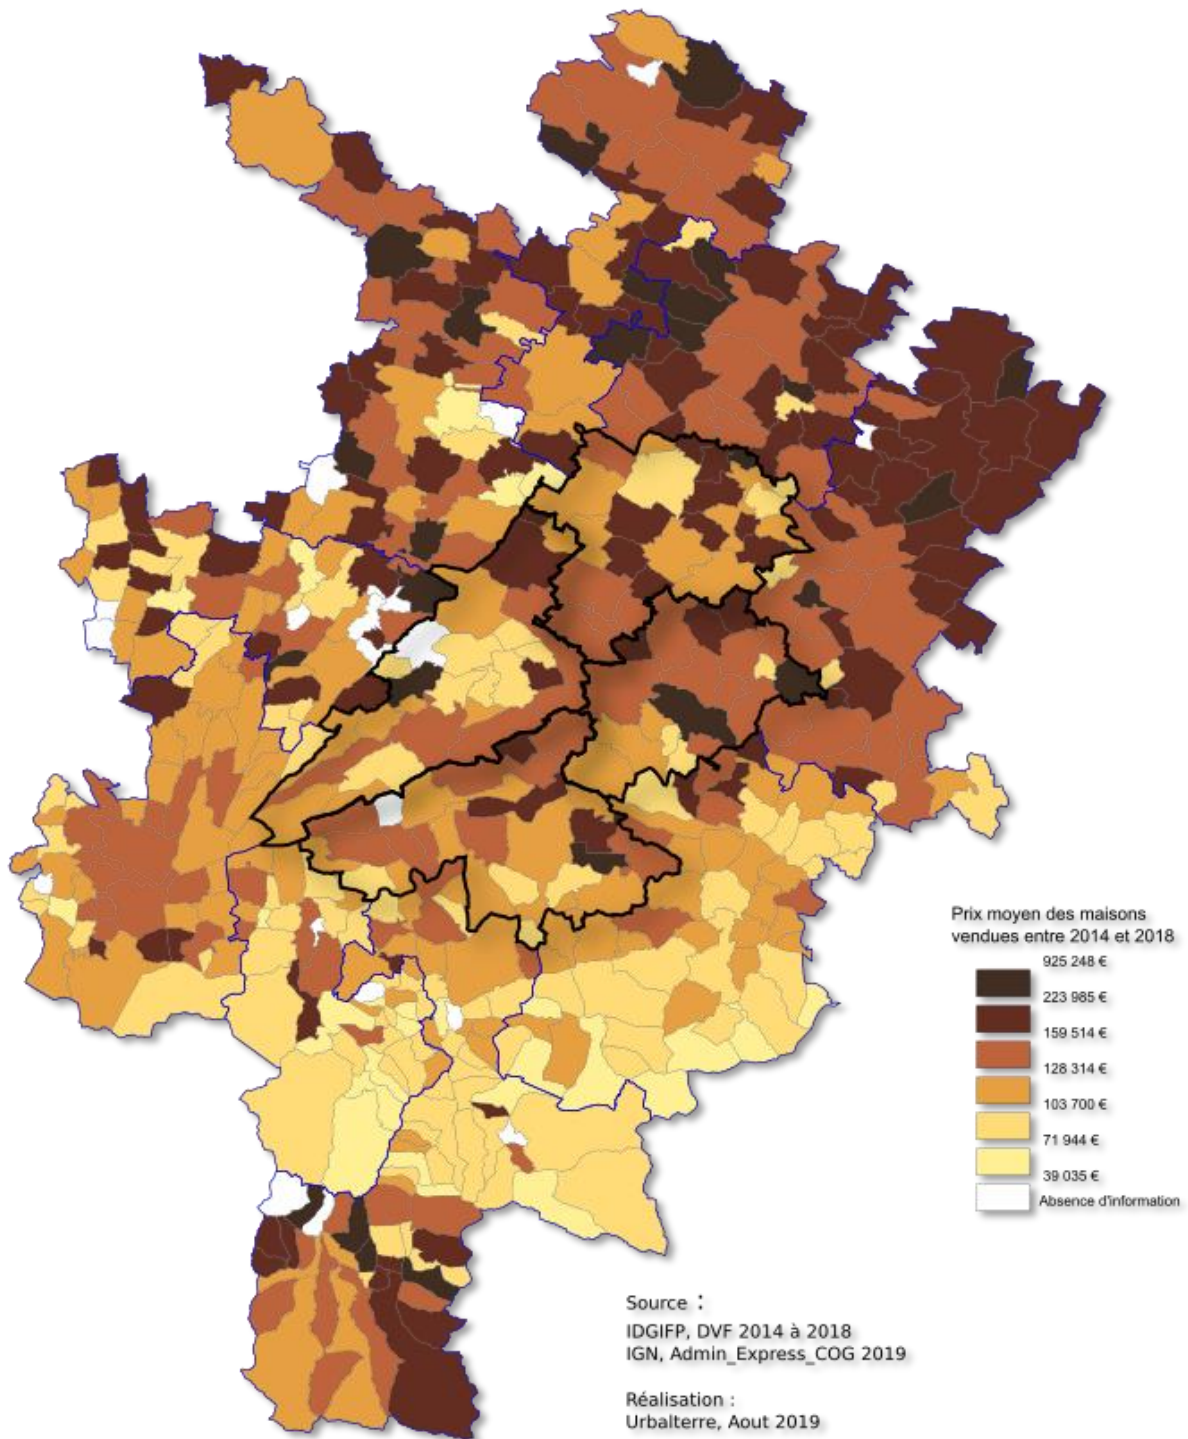 Prix moyen des maisons
vendues entre 2014 et 2018
925 248 €
223 985 €
159 514 €
128 314 €
103 700 €
71 944 €
39 035 €
Absence d'information
Source :
IDGIFP, DVF 2014 à 2018
IGN, Admin_Express_COG 2019
Réalisation :
Urbalterre, Aout 2019